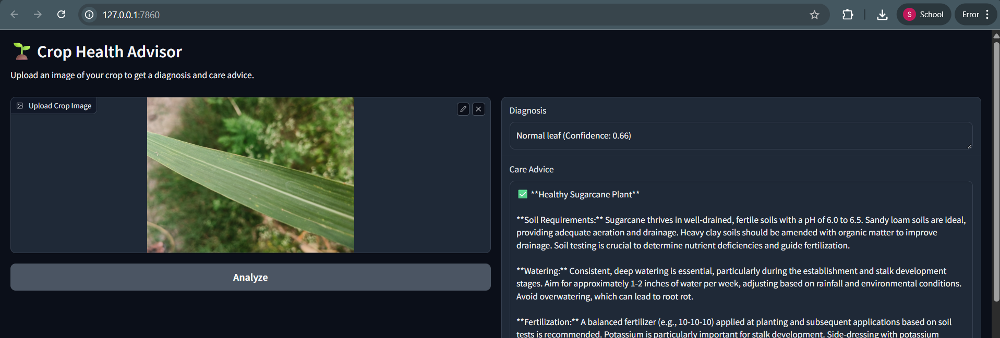 127.0.0.1:7860
S School
Error
Crop Health Advisor
Upload an image of your crop to get a diagnosis and care advice.
Upload Crop Image
Analyze
Diagnosis
Normal leaf (Confidence: 0.66)
Care Advice
✅ **Healthy Sugarcane Plant**
**Soil Requirements:** Sugarcane thrives in well-drained, fertile soils with a pH of 6.0 to 6.5. Sandy loam soils are ideal,
providing adequate aeration and drainage. Heavy clay soils should be amended with organic matter to improve
drainage. Soil testing is crucial to determine nutrient deficiencies and guide fertilization.
**Watering:** Consistent, deep watering is essential, particularly during the establishment and stalk development
stages. Aim for approximately 1-2 inches of water per week, adjusting based on rainfall and environmental conditions.
Avoid overwatering, which can lead to root rot.
**Fertilization:** A balanced fertilizer (e.g., 10-10-10) applied at planting and subsequent applications based on soil
tests is recommended. Potassium is particularly important for stalk development. Side-dressing with potassium